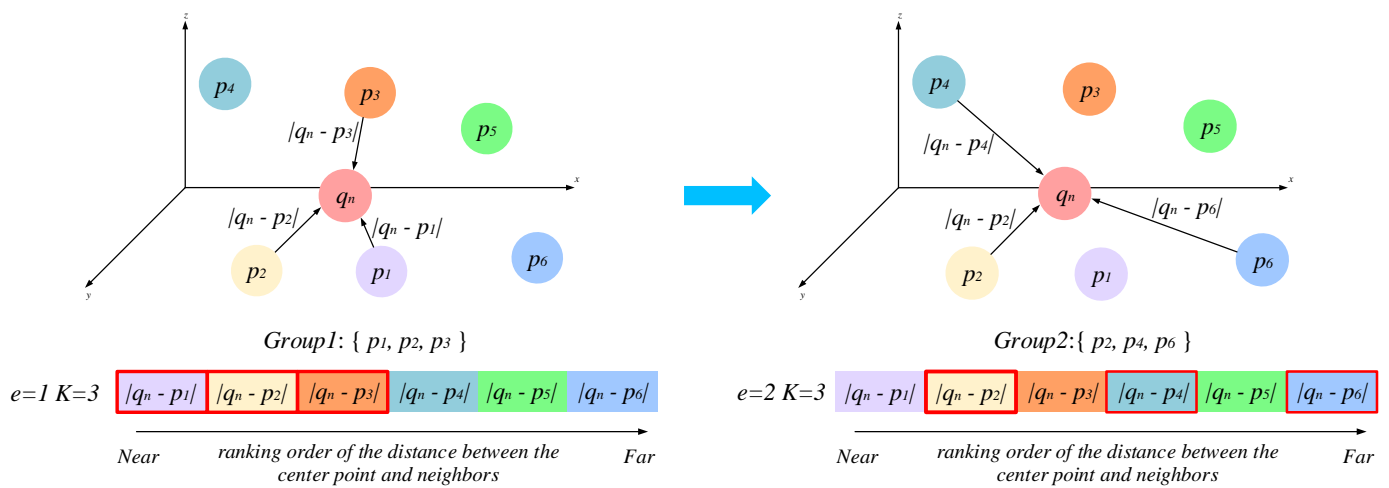 z
p4
p3
p5
|qn - p3|
x
qn
|qn - p2|
|qn - p1|
p2
p1
p6
y
Group1: { p1, p2, p3 }
e=1 K=3 |qn - p1| |qn - p2| |qn - p3| |qn - p4| |qn - p5| |qn - p6|
Near ranking order of the distance between the Far
center point and neighbors
z
p4
p3
p5
|qn - p4|
x
qn
|qn - p2|
|qn - p6|
p2
p1
p6
y
Group2:{ p2, p4, p6 }
e=2 K=3 |qn - p1| |qn - p2| |qn - p3| |qn - p4| |qn - p5| |qn - p6|
Near ranking order of the distance between the Far
center point and neighbors